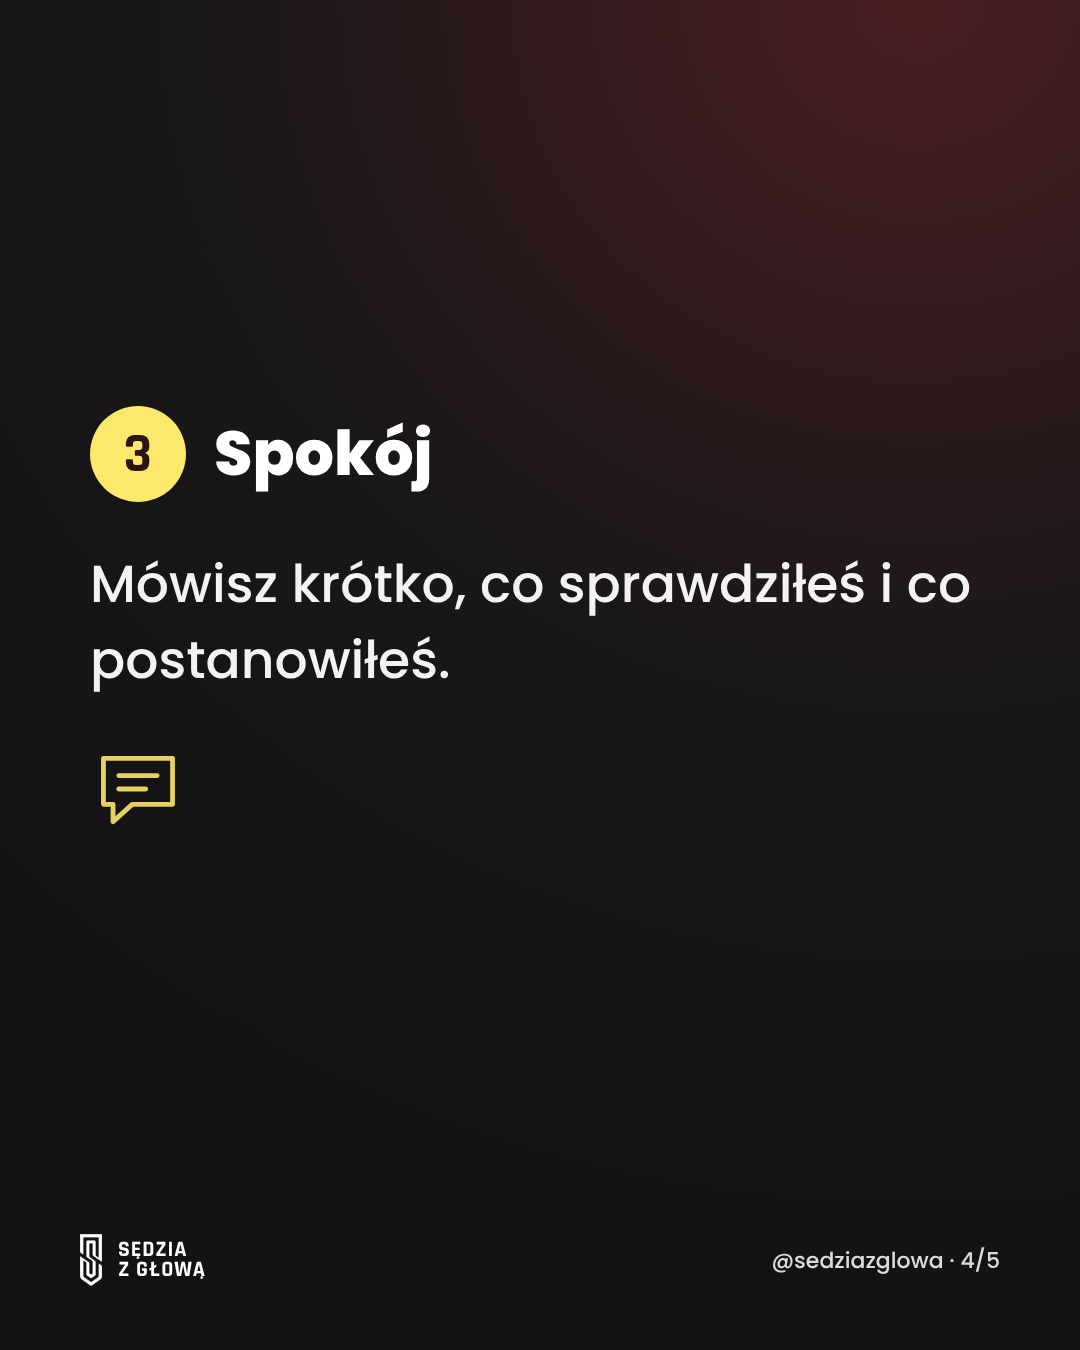 3 Spokój
Mówisz krótko, co sprawdziłeś i co
postanowiłeś.
SĘDZIA
Z GŁOWĄ
@sedziazglowa · 4/5